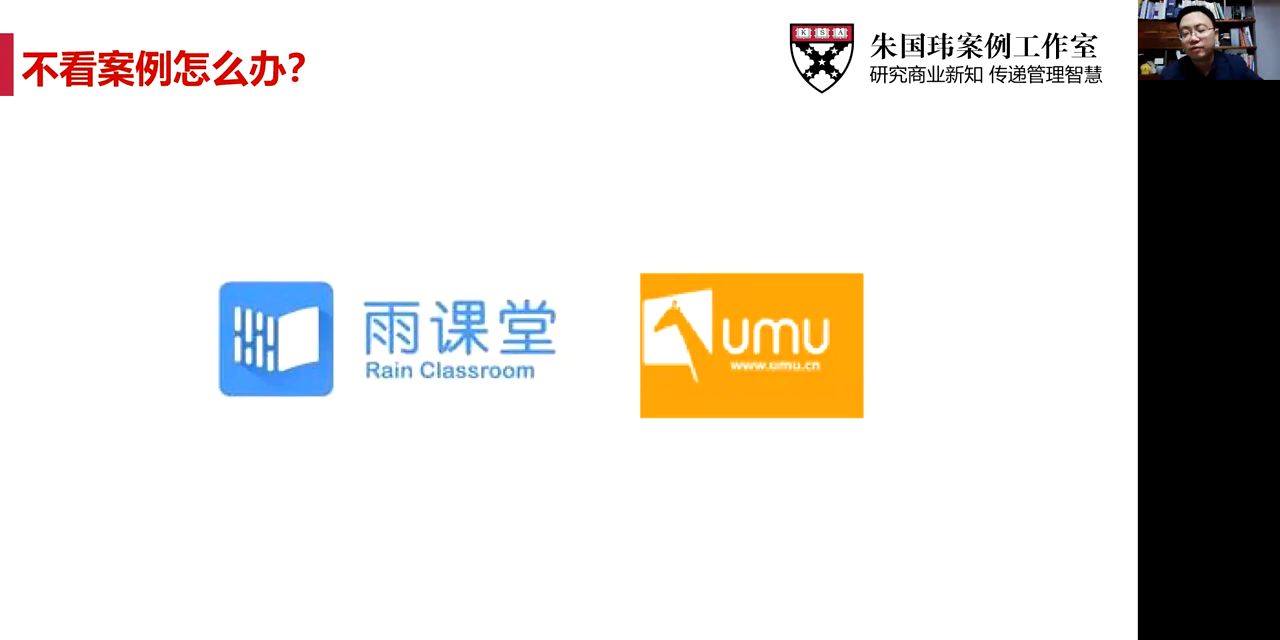 不看案例怎么办?
KSA
朱国玮案例工作室
研究商业新知 传递管理智慧
雨课堂
Rain Classroom
umu
www.umu.cn